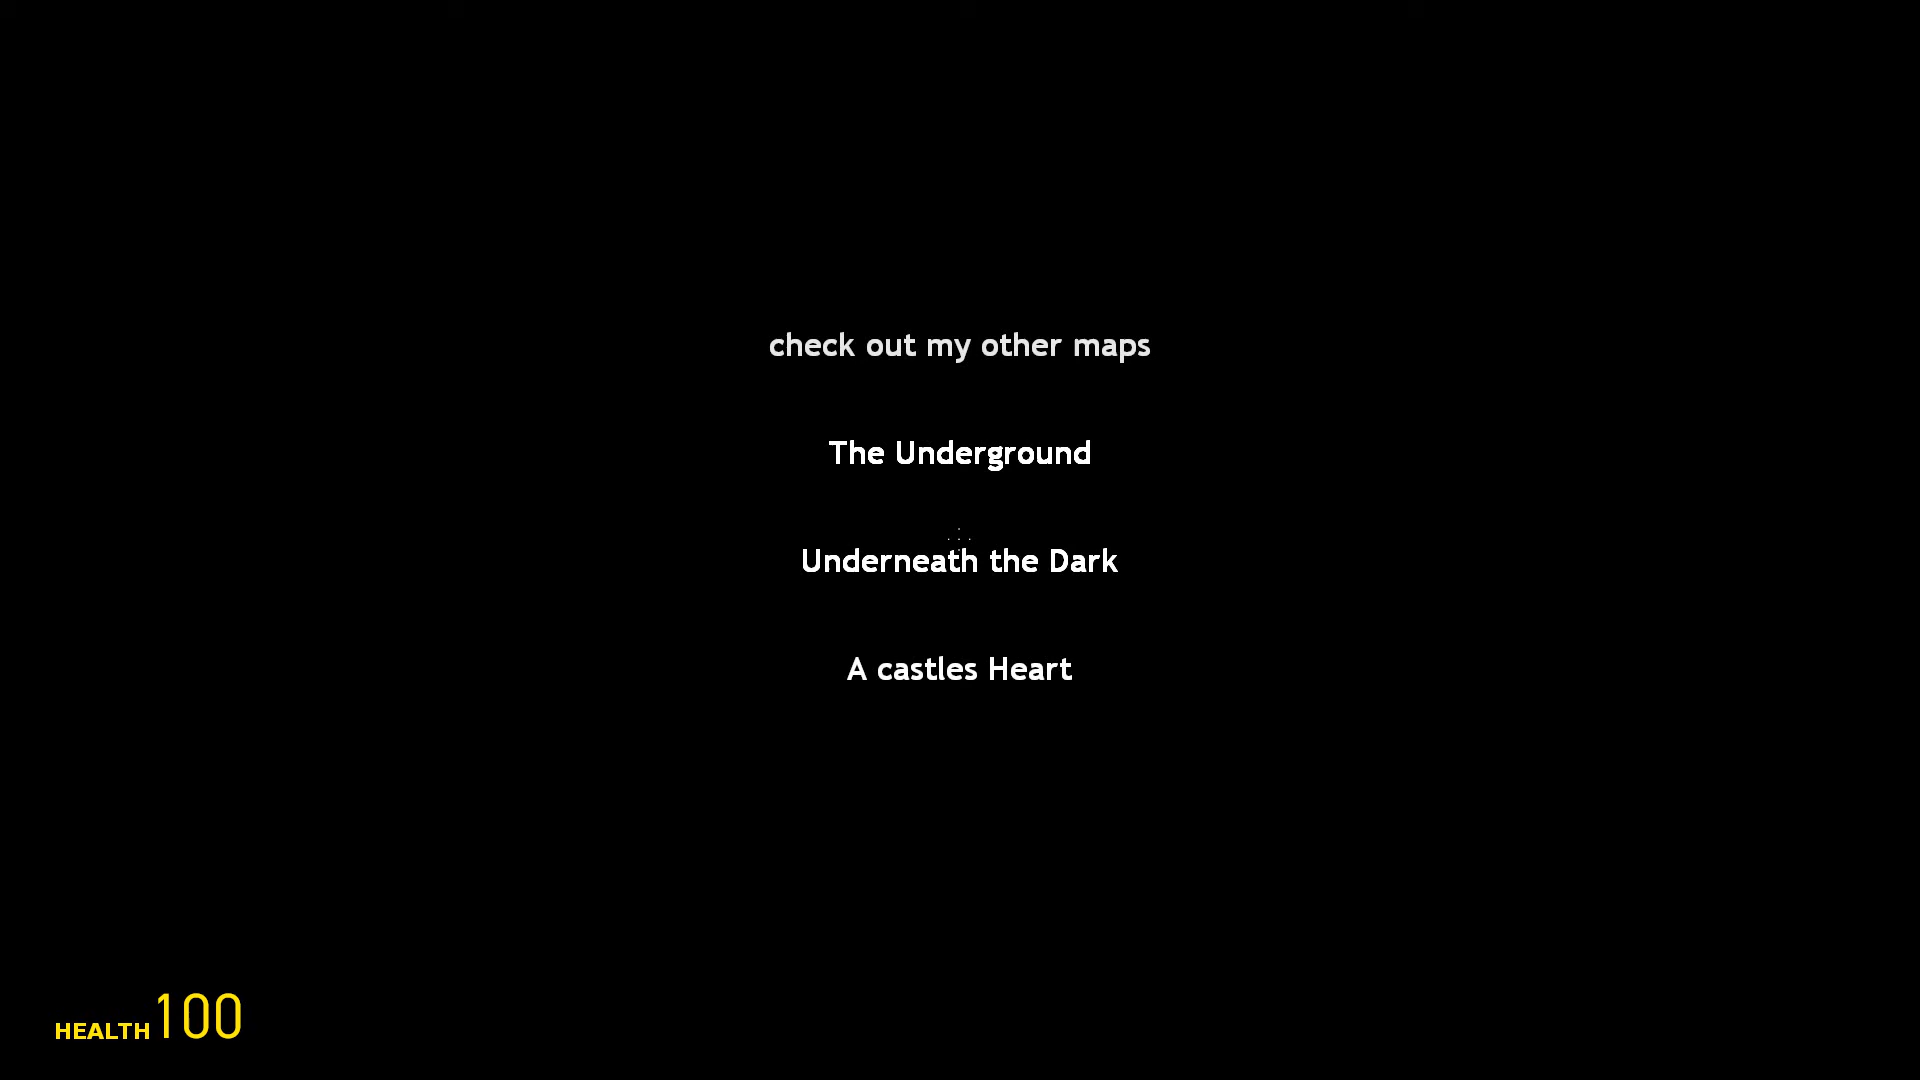 check out my other maps
The Underground
Underneath the Dark
A castles Heart
HEALTH 100